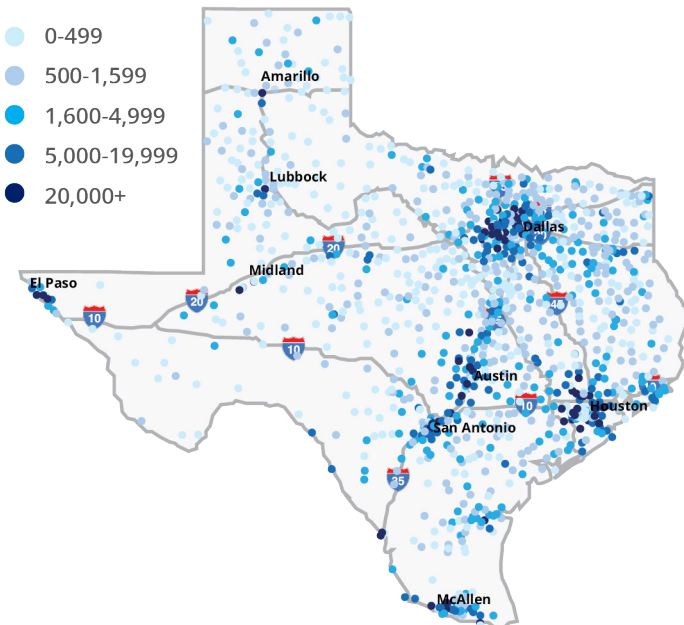 0-499
500-1,599
1,600-4,999
5,000-19,999
20,000+
Amarillo
Lubbock
Dallas
20
Midland
El Paso
20
10
45
10
Austin
10
Houston
San Antonio
35
McAllen